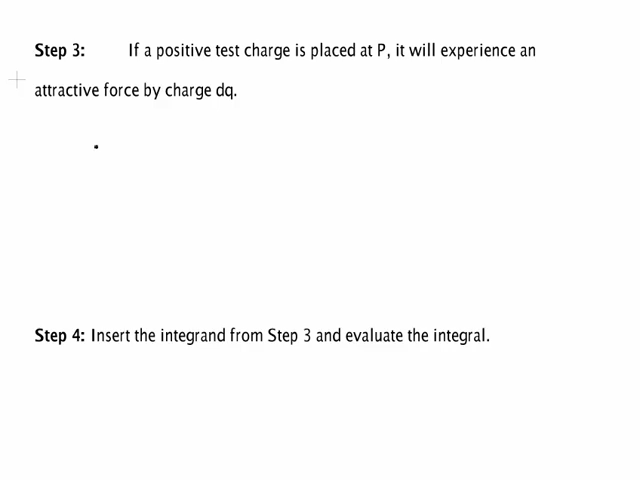 Step 3: If a positive test charge is placed at P, it will experience an
attractive force by charge dq.
Step 4: Insert the integrand from Step 3 and evaluate the integral.